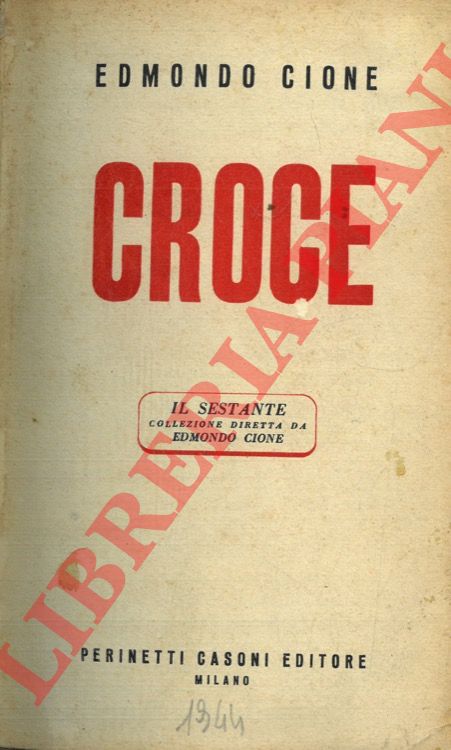 EDMONDO CIONE
CROCE
IL SESTANTE
COLLEZIONE DIRETTA DA
EDMONDO CIONE
PERINETTI CASONI EDITORE
MILANO
1944
LIBRERIA PIANI